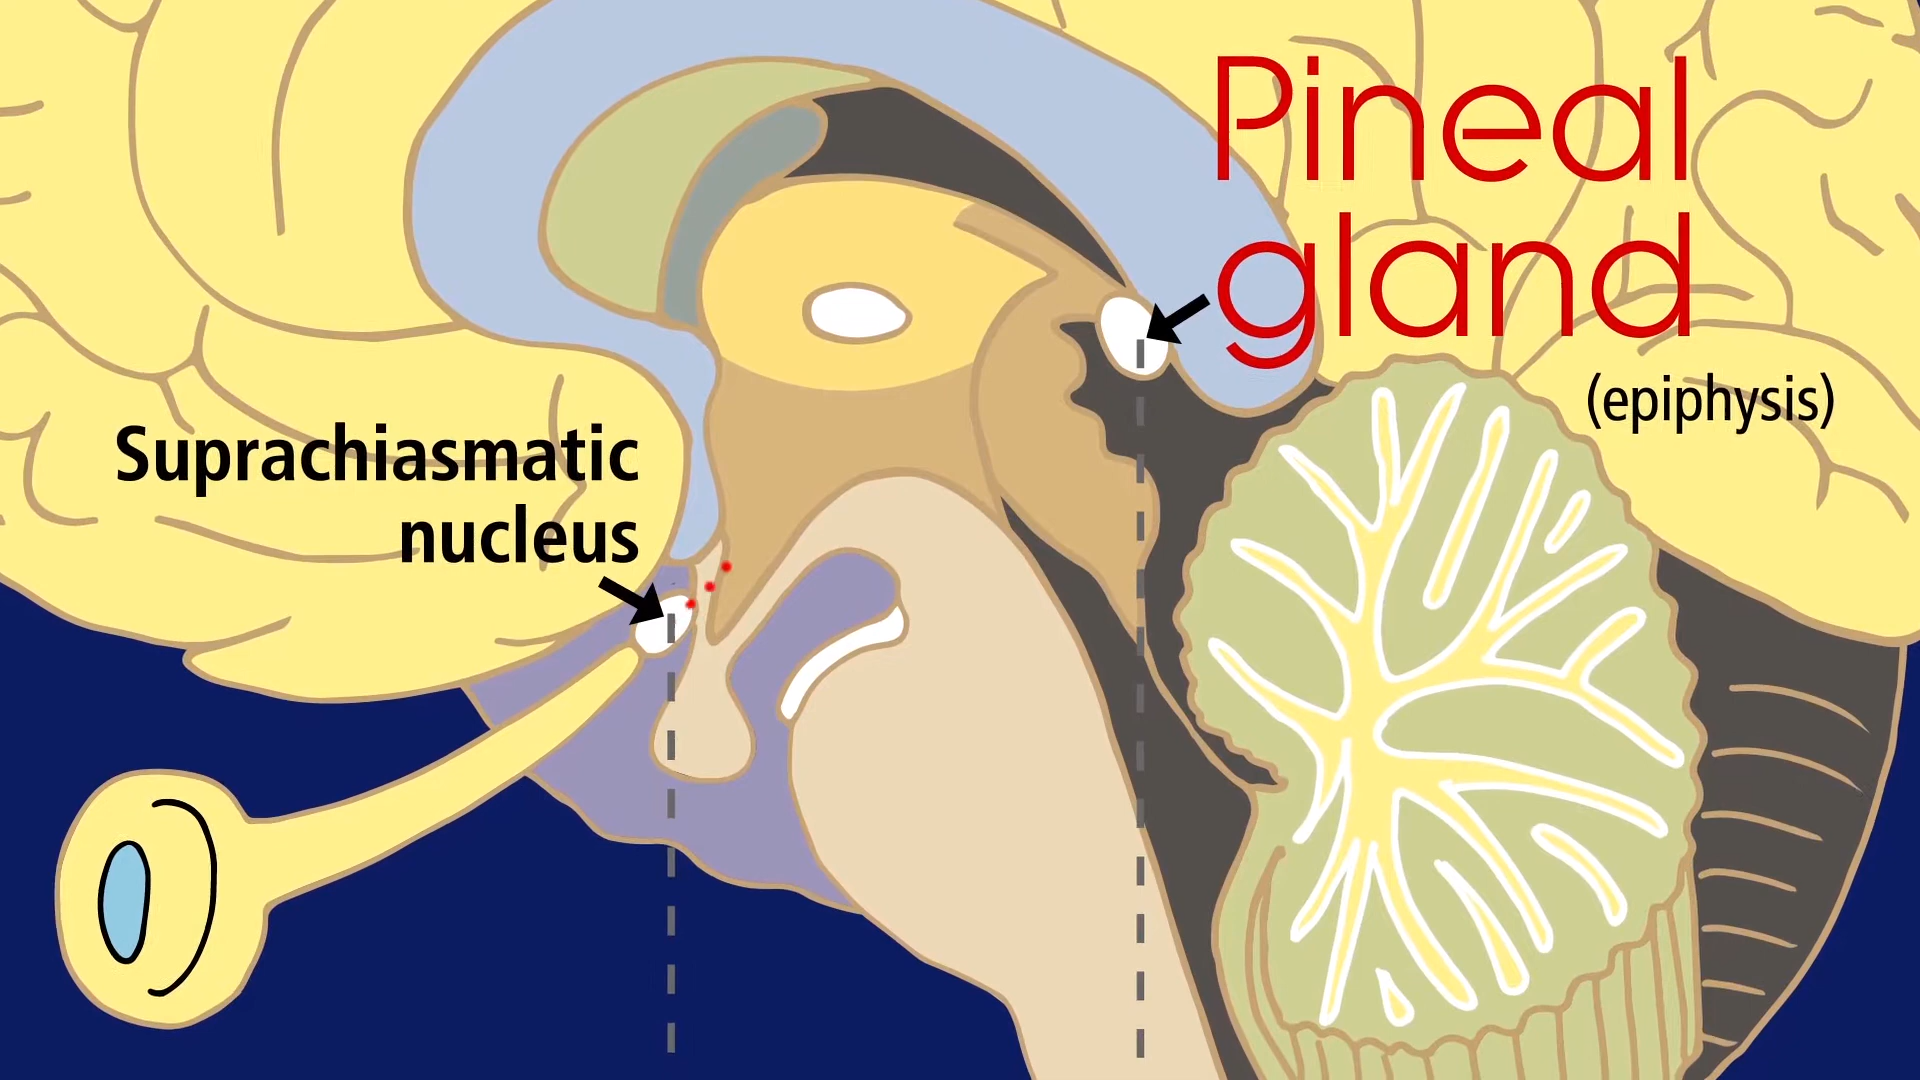 Pineal
gland
(epiphysis)
Suprachiasmatic
nucleus